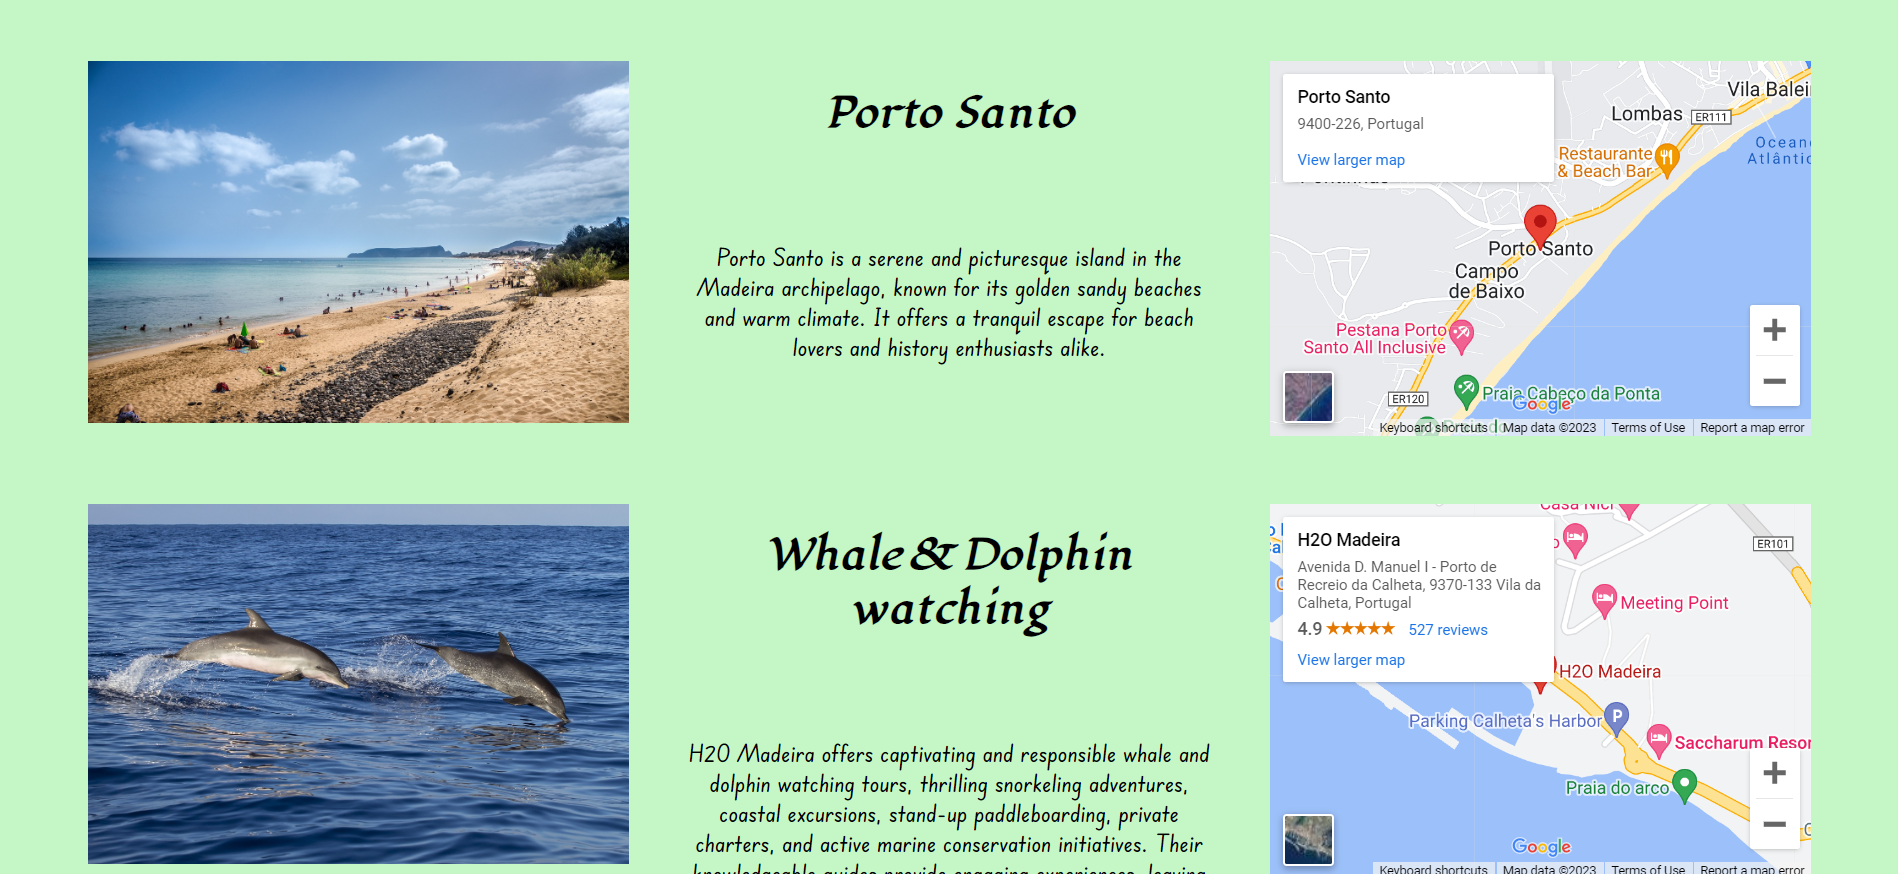 Porto Santo
Porto Santo is a serene and picturesque island in the
Madeira archipelago, known for its golden sandy beaches
and warm climate. It offers a tranquil escape for beach
lovers and history enthusiasts alike.
Porto Santo
9400-226, Portugal
View larger map
Vila Balei
Lombas
ER111
Ocean
Atlântic
Restaurante
& Beach Bar
Porto Santo
Campo
de Baixo
Pestana Porto
Santo All Inclusive
ER120
Praia Cabeço da Ponta
Google
Keyboard shortcuts
Map data ©2023
Terms of Use
Report a map error
Whale & Dolphin
watching
H2O Madeira offers captivating and responsible whale and
dolphin watching tours, thrilling snorkeling adventures,
coastal excursions, stand-up paddleboarding, private
charters, and active marine conservation initiatives. Their
knowledgeable guides provide engaging experiences, leaving
Casa Nici
H2O Madeira
Avenida D. Manuel I - Porto de
Recreio da Calheta, 9370-133 Vila da
Calheta, Portugal
4.9
527 reviews
View larger map
ER101
Meeting Point
H2O Madeira
Parking Calheta's Harbor
P
Saccharum Resor
Praia do arco
Google
Keyboard shortcuts
Map data ©2023
Terms of Use
Report a map error